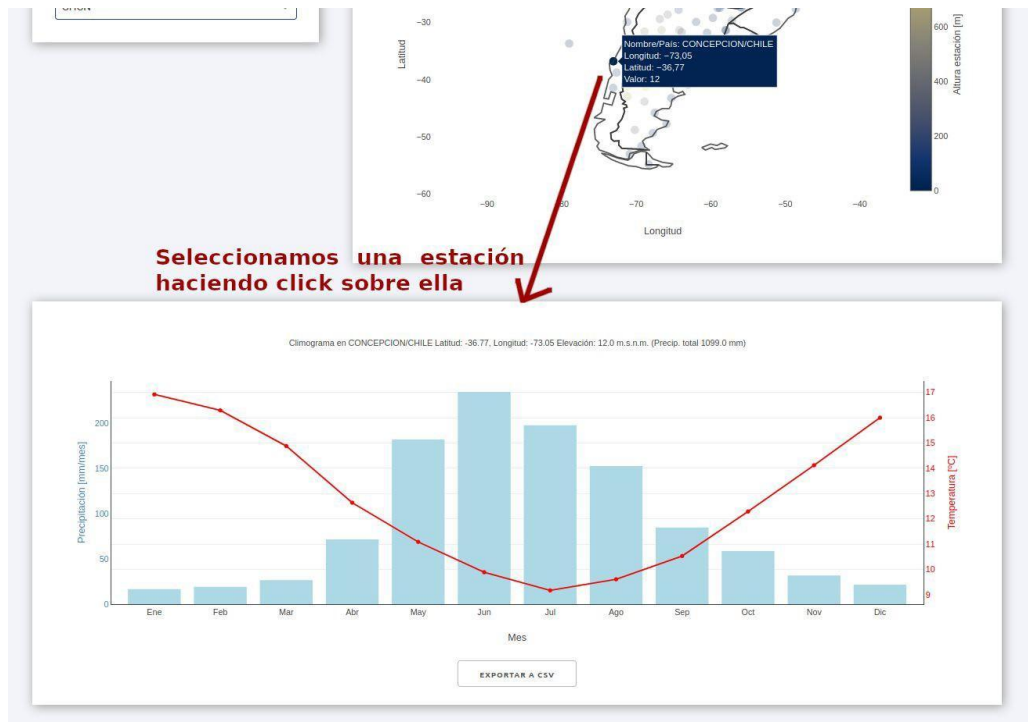 −30
−40
−50
−60
Latitud
Nombre/País: CONCEPCION/CHILE
Longitud: −73,05
Latitud: −36,77
Valor: 12
600
400
200
0
Altura estación [m]
−90
−70
−60
−50
−40
Longitud
Seleccionamos una estación
haciendo click sobre ella
Climograma en CONCEPCION/CHILE Latitud: -36.77, Longitud: -73.05 Elevación: 12.0 m.s.n.m. (Precip. total 1099.0 mm)
200
150
100
50
0
Precipitación [mm/mes]
17
16
15
14
13
12
11
10
9
Temperatura [ºC]
Ene Feb Mar Abr May Jun Jul Ago Sep Oct Nov Dic
Mes
EXPORTAR A CSV